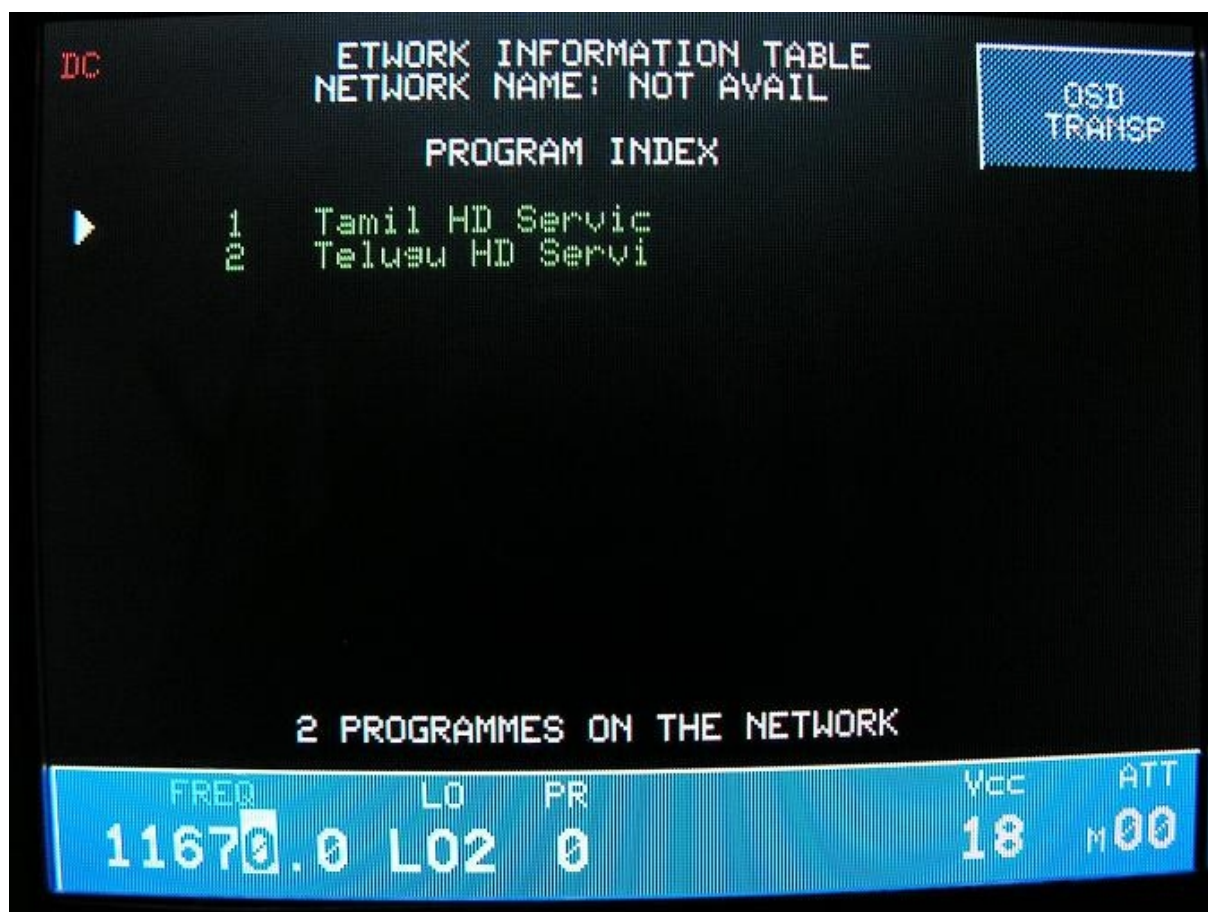 DC
ETWORK INFORMATION TABLE
NETWORK NAME: NOT AVAIL
OSD
TRANSP
PROGRAM INDEX
1 Tamil HD Servic
2 Telugu HD Servi
2 PROGRAMMES ON THE NETWORK
FREQ LO PR Vcc ATT
11670.0 LO2 0 18 M00